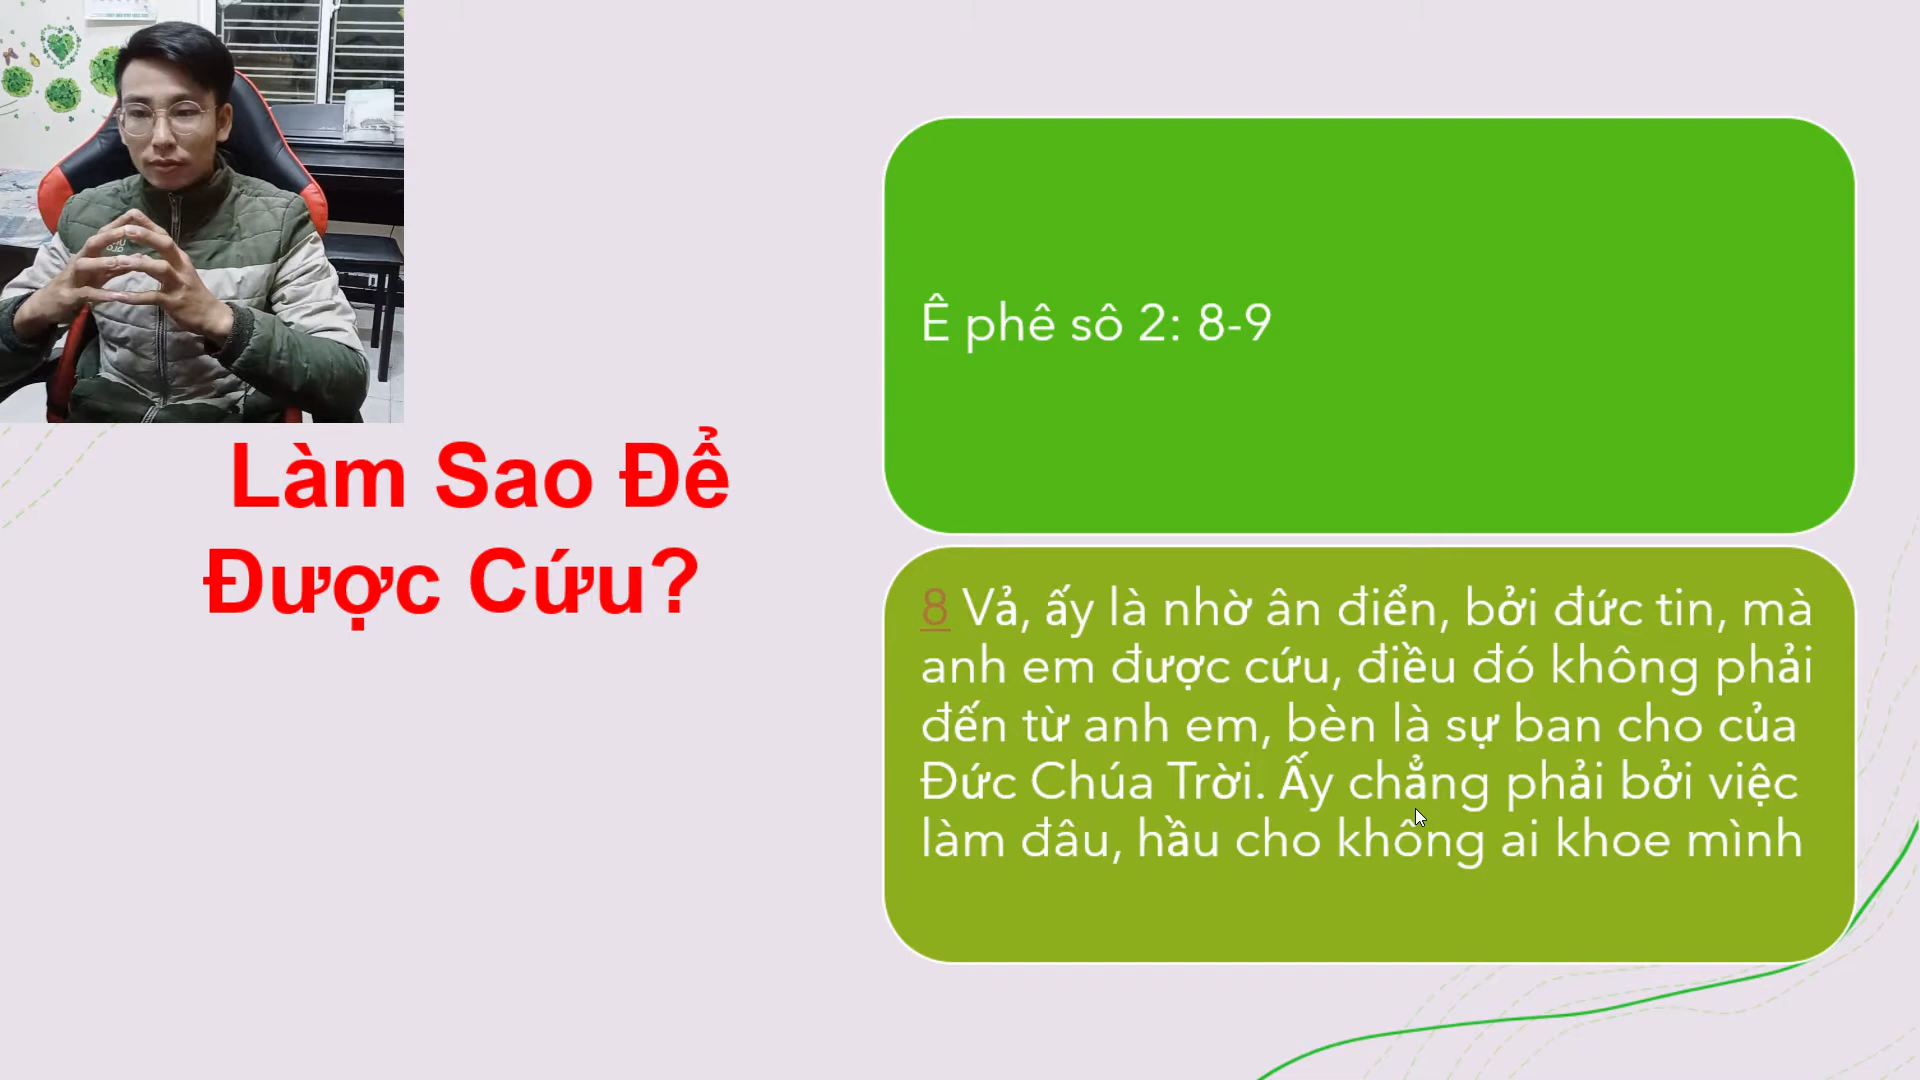 Làm Sao Để
Được Cứu?
Ê phê sô 2: 8-9
8 Vả, ấy là nhờ ân điển, bởi đức tin, mà
anh em được cứu, điều đó không phải
đến từ anh em, bèn là sự ban cho của
Đức Chúa Trời. Ấy chẳng phải bởi việc
làm đâu, hầu cho không ai khoe mình